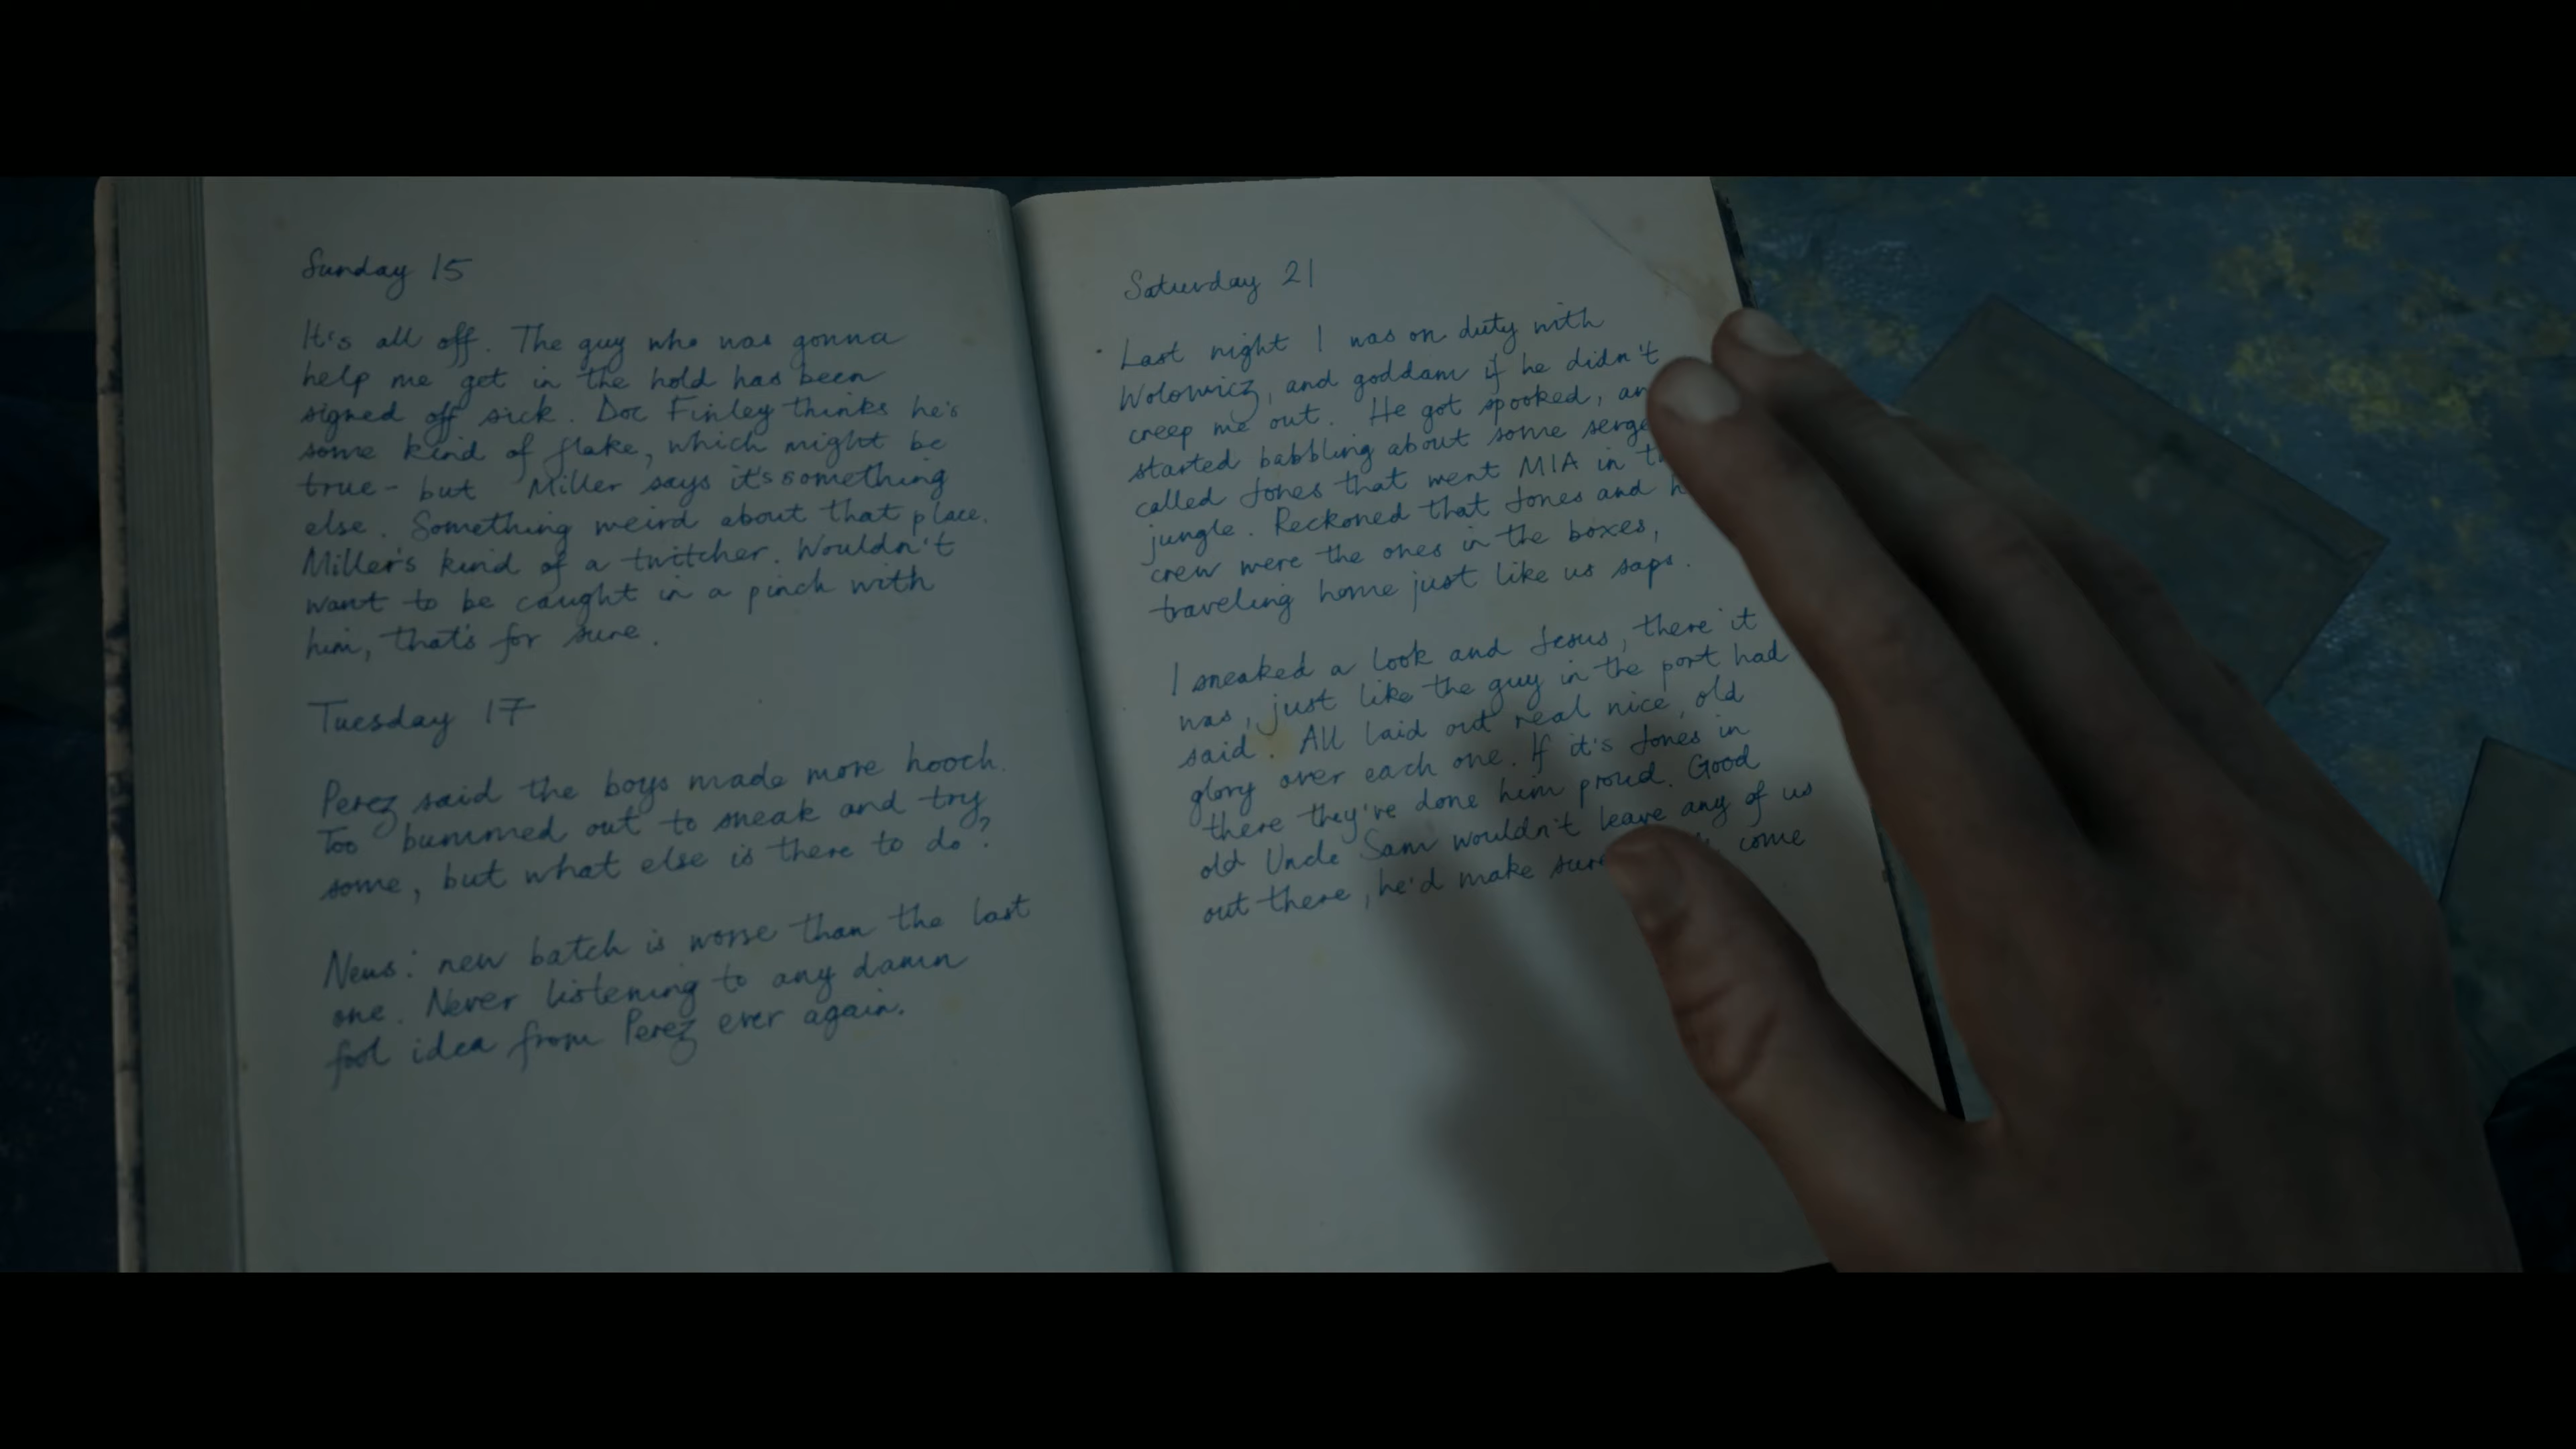 Sunday 15
It's all off. The guy who was gonna
help me get in the hold has been
signed off sick. Doc Finley thinks he's
some kind of flake, which might be
true - but Miller says it's something
else. Something weird about that place.
Miller's kind of a twitcher. Wouldn't
want to be caught in a pinch with
him, that's for sure.
Tuesday 17
Perez said the boys made more hooch.
Too bummed out to sneak and try
some, but what else is there to do?
News: new batch is worse than the last
one. Never listening to any damn
fool idea from Perez ever again.
Saturday 21
Last night I was on duty with
Wolowicz, and goddam if he didn't
creep me out. He got spooked,
started babbling about some
called Jones that went MIA in
jungle. Reckoned that Jones and
crew were the ones in the boxes,
traveling home just like us saps.
I sneaked a look and Jesus, there it
was, just like the guy in the port had
said. All laid out real nice, old
glory over each one. If it's Jones in
there they've done him proud. Good
old Uncle Sam wouldn't leave any of us
out there, he'd make sure come